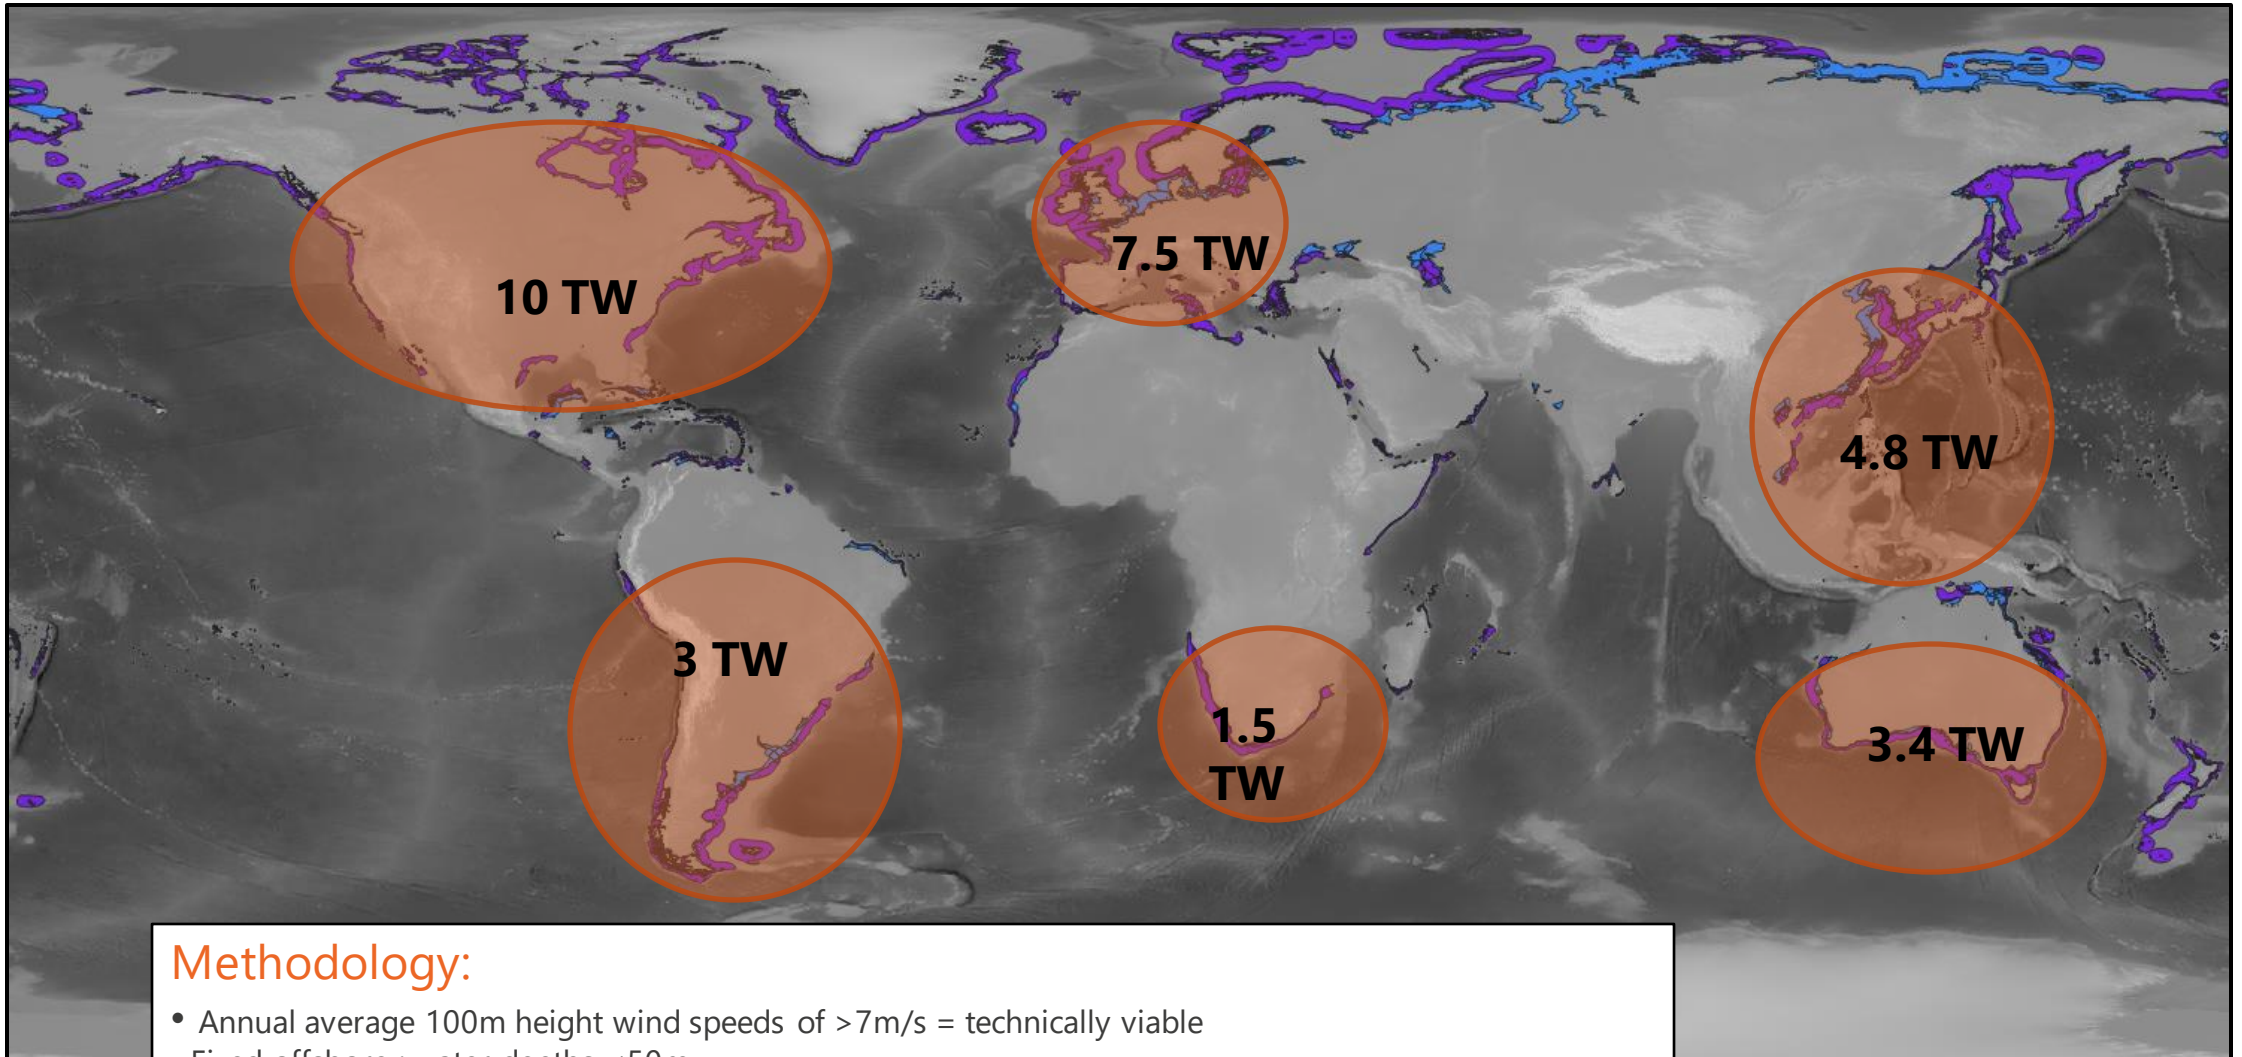 10 TW
7.5 TW
4.8 TW
3 TW
1.5
TW
3.4 TW
Methodology:
• Annual average 100m height wind speeds of >7m/s = technically viable